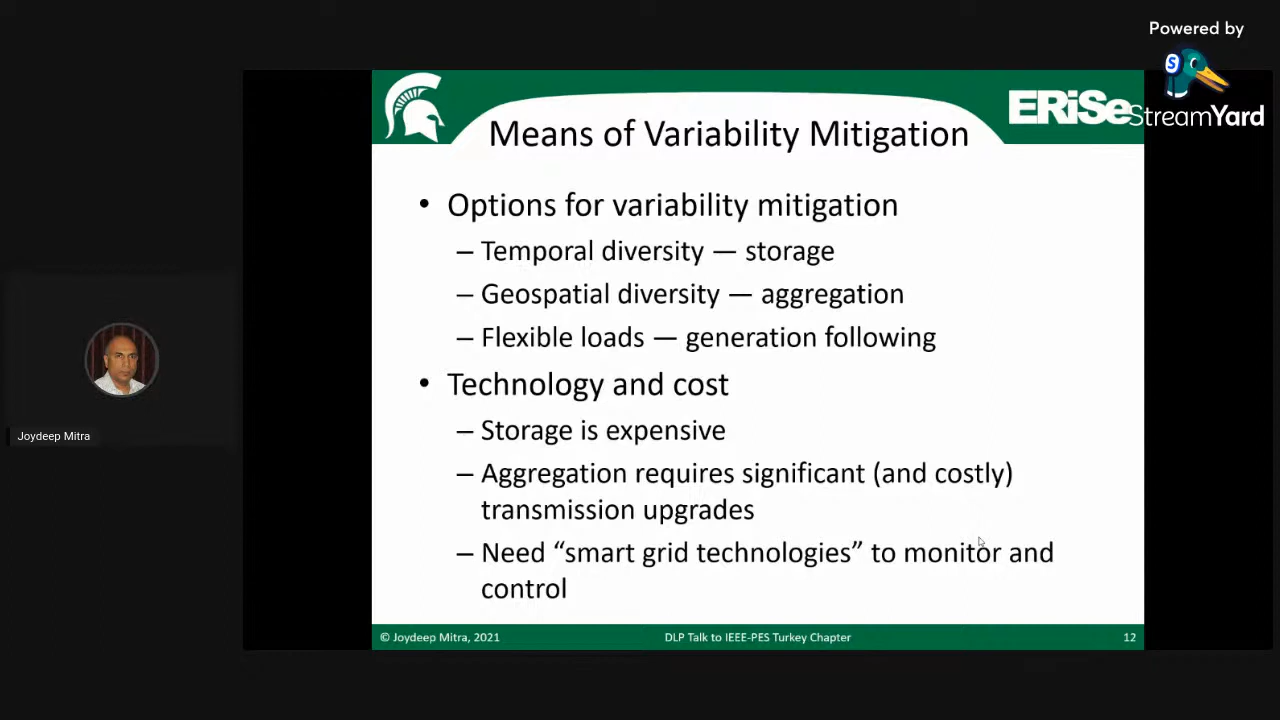 Powered by
StreamYard
ERiSe
Means of Variability Mitigation
• Options for variability mitigation
– Temporal diversity — storage
– Geospatial diversity — aggregation
– Flexible loads — generation following
• Technology and cost
– Storage is expensive
– Aggregation requires significant (and costly)
transmission upgrades
– Need “smart grid technologies” to monitor and
control
Joydeep Mitra
© Joydeep Mitra, 2021
DLP Talk to IEEE-PES Turkey Chapter
12